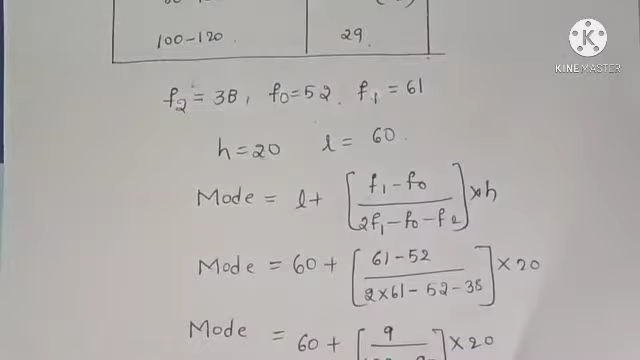 100-120 29
K
KINEMASTER
f₂ = 38, f₀ = 52, f₁ = 61
h = 20 l = 60
Mode = l + [f₁ - f₀ / 2f₁ - f₀ - f₂] × h
Mode = 60 + [61 - 52 / 2×61 - 52 - 38] × 20
Mode = 60 + [9 / ] × 20